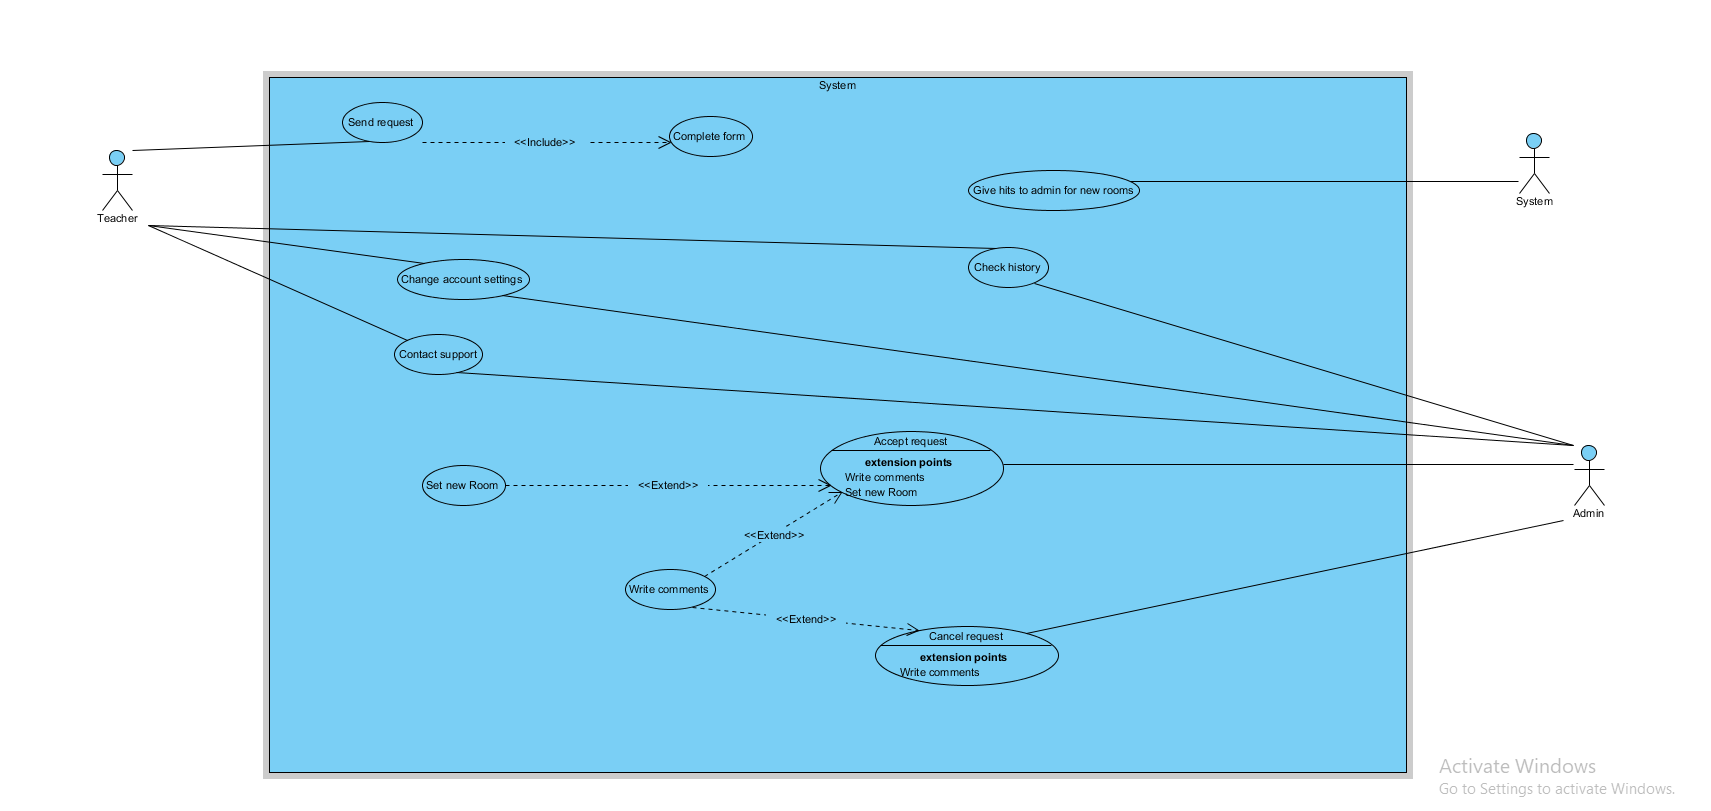 System
Send request
<<Include>>
Complete form
Teacher
Give hits to admin for new rooms
System
Change account settings
Check history
Contact support
Accept request
extension points
Write comments
Set new Room
Set new Room
<<Extend>>
Admin
<<Extend>>
Write comments
<<Extend>>
Cancel request
extension points
Write comments
Activate Windows
Go to Settings to activate Windows.